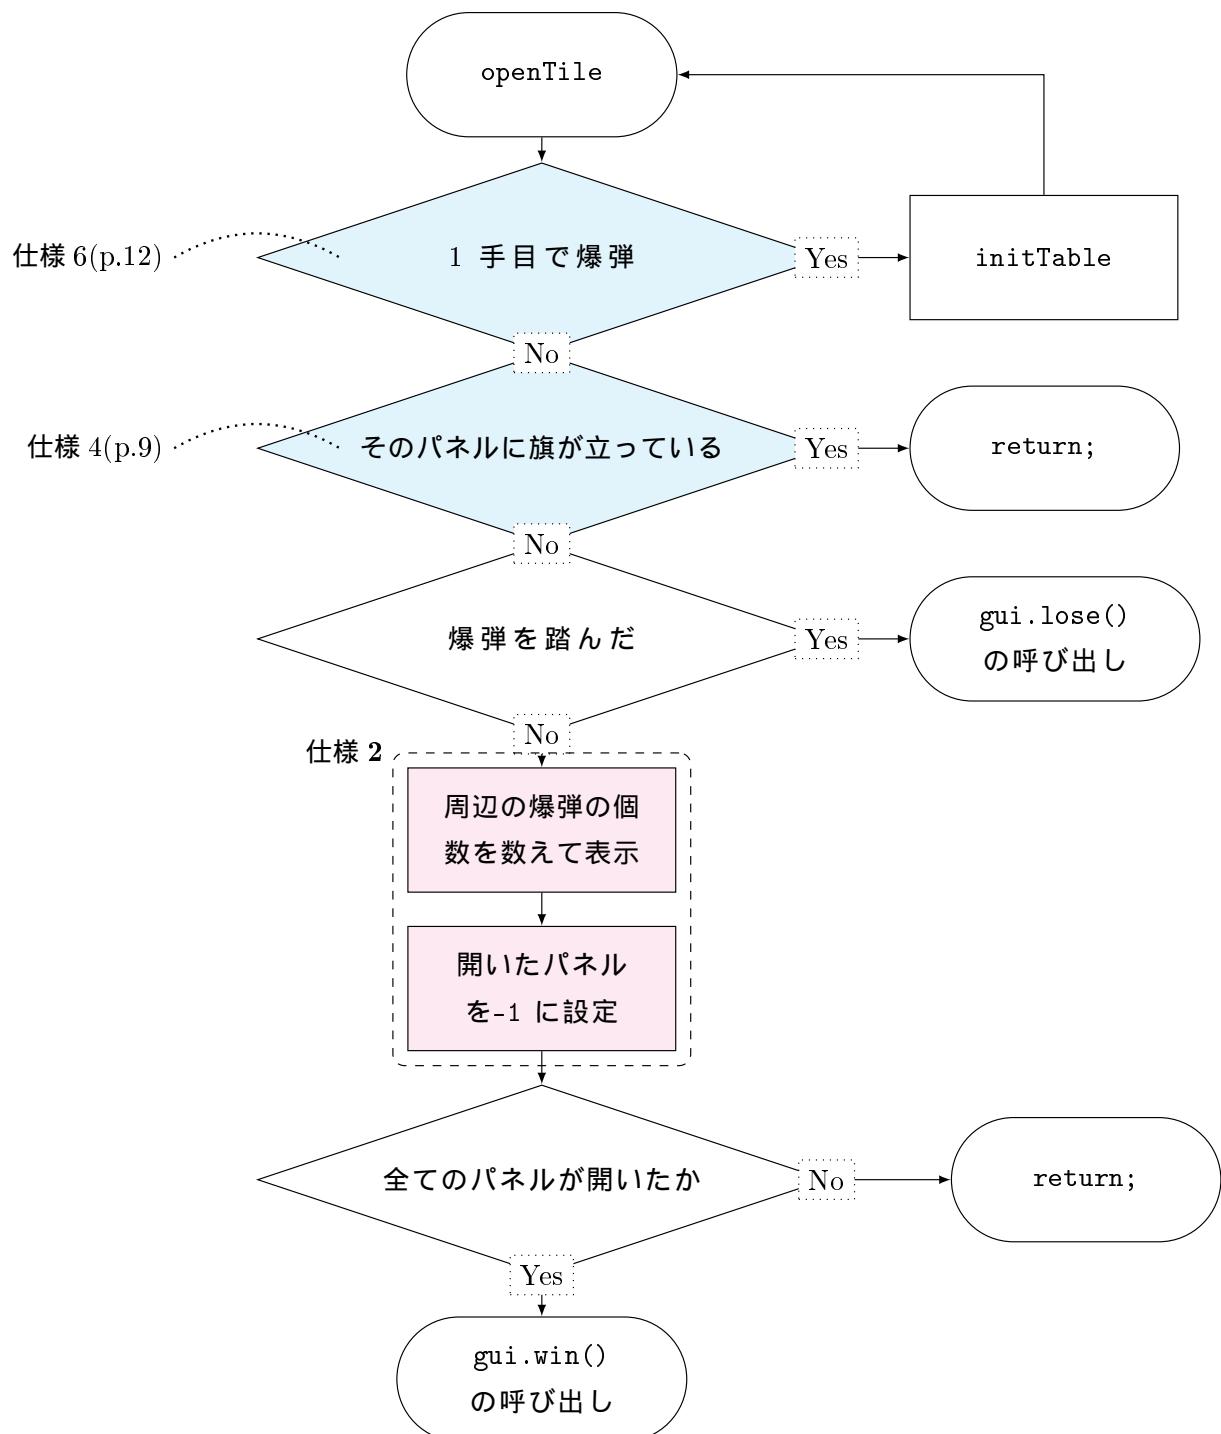 openTile
仕様 6(p.12)
1 手目で爆弾
Yes
initTable
No
仕様 4(p.9)
そのパネルに旗が立っている
Yes
return;
No
爆弾を踏んだ
Yes
gui.lose()
の呼び出し
No
仕様 2
周辺の爆弾の個
数を数えて表示
開いたパネル
を-1 に設定
全てのパネルが開いたか
No
return;
Yes
gui.win()
の呼び出し